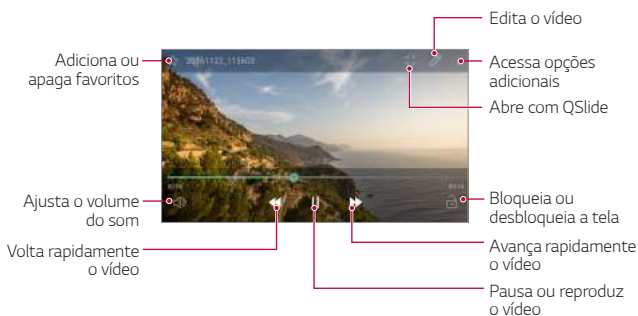 Edita o vídeo
Adiciona ou
apaga favoritos
20161123_115603
Acessa opções
adicionais
Abre com QSlide
Ajusta o volume
do som
Bloqueia ou
desbloqueia a tela
Volta rapidamente
o vídeo
Avança rapidamente
o vídeo
Pausa ou reproduz
o vídeo